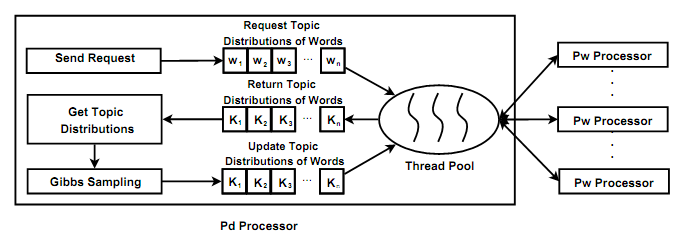 Request Topic
Distributions of Words
Send Request
w1 w2 w3 ... wn
Pw Processor
Return Topic
Distributions of Words
Get Topic
Distributions
K1 K2 K3 ... Kn
Pw Processor
Update Topic
Distributions of Words
Thread Pool
Gibbs Sampling
K1 K2 K3 ... Kn
Pw Processor
Pd Processor